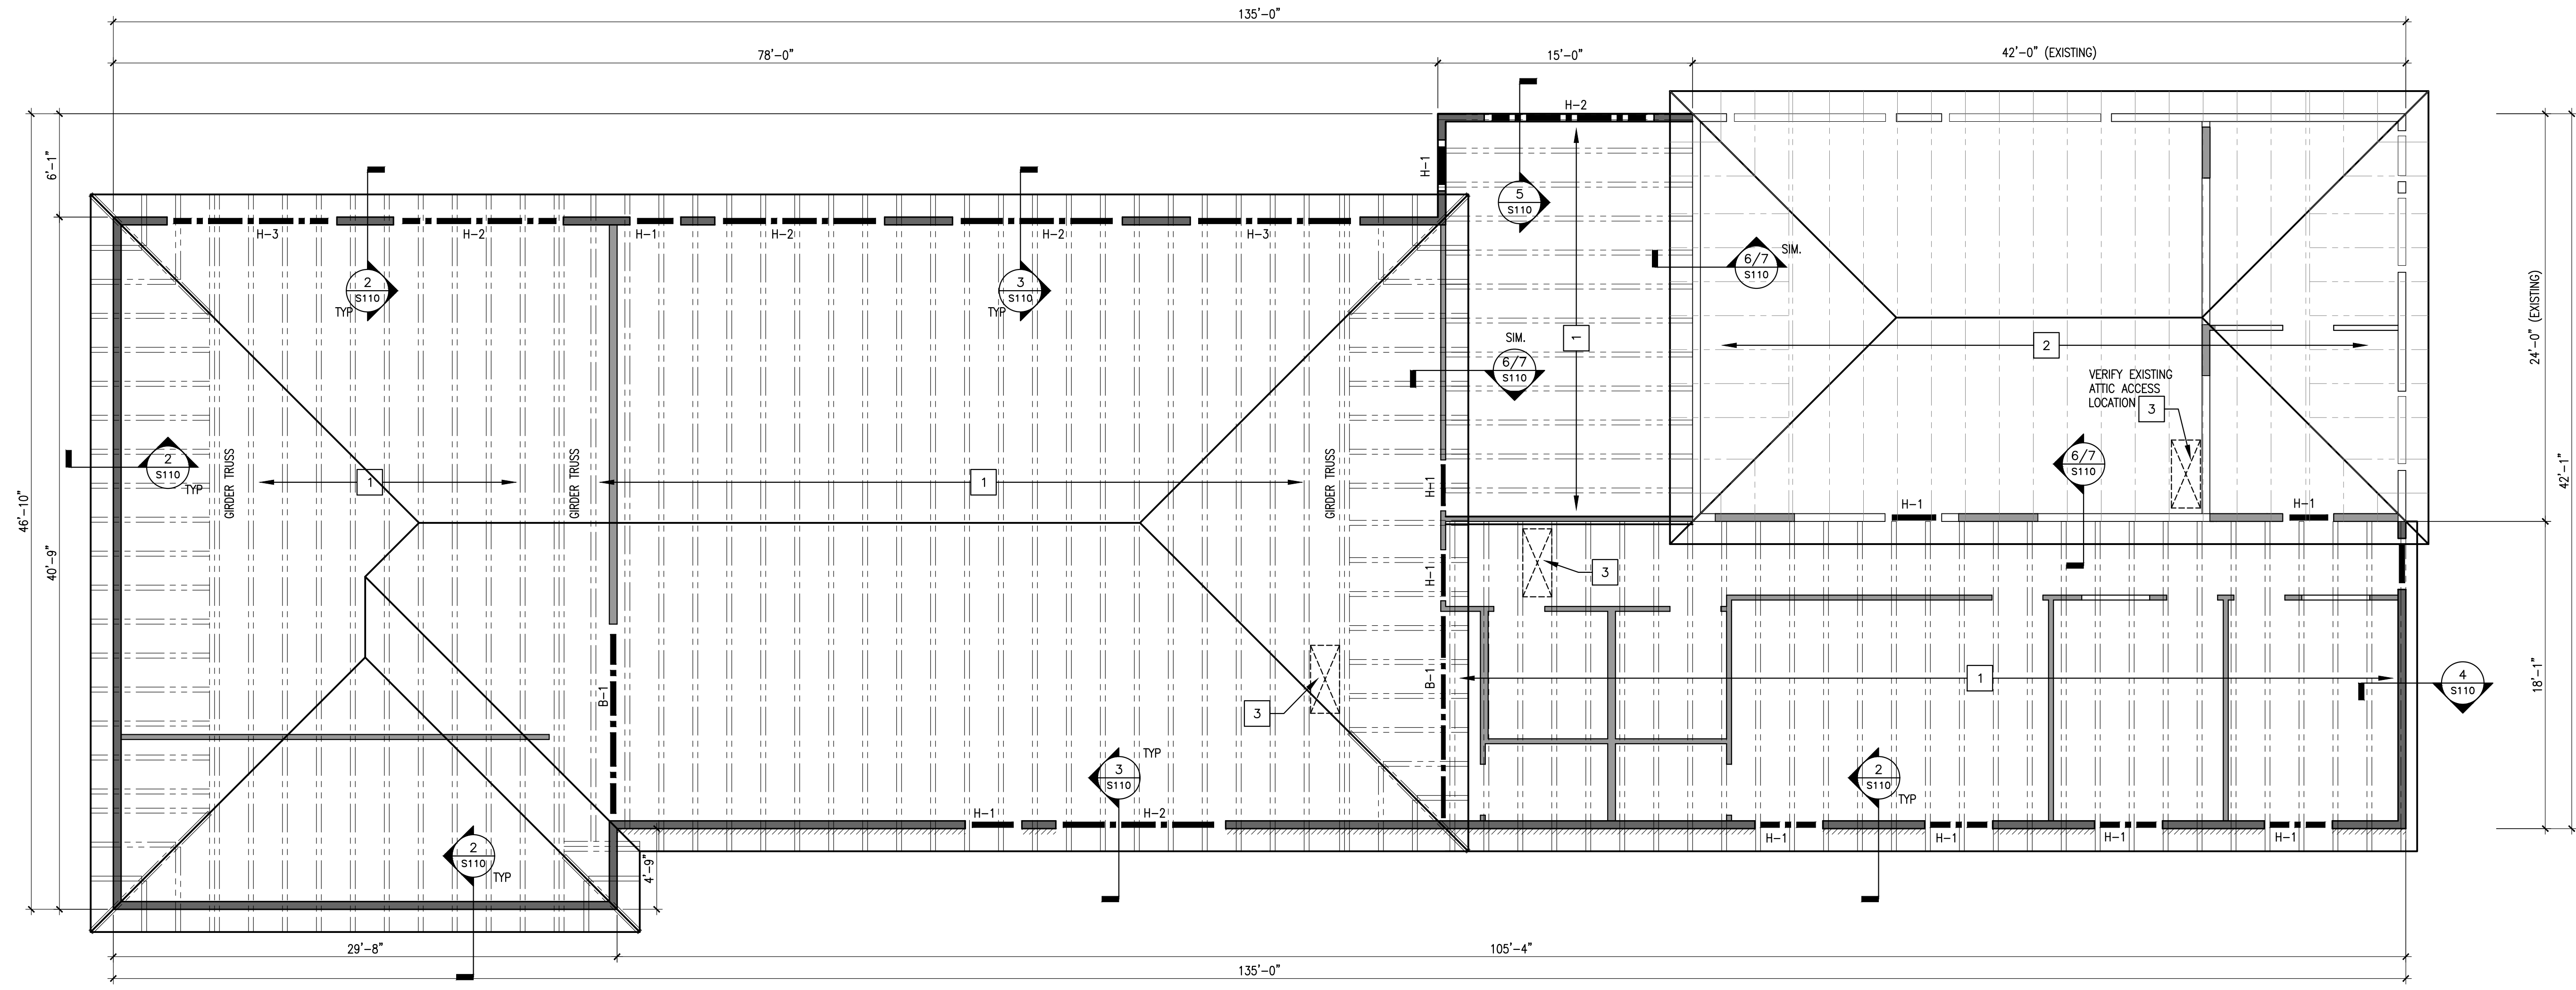 135'-0"
78'-0"
15'-0"
42'-0" (EXISTING)
H-2
6'-1"
H-1
H-3
H-2
H-1
H-2
H-2
H-3
5
S110
6/7
S110
SIM.
2
S110
TYP
3
S110
TYP
SIM.
6/7
S110
1
2
24'-0" (EXISTING)
VERIFY EXISTING
ATTIC ACCESS
LOCATION
3
42'-1"
46'-10"
40'-9"
2
S110
TYP
GIRDER TRUSS
1
GIRDER TRUSS
1
GIRDER TRUSS
H-1
6/7
S110
H-1
H-1
H-1
3
B-1
3
B-1
1
4
S110
18'-1"
3
S110
TYP
2
S110
TYP
H-1
H-2
H-1
H-1
H-1
H-1
2
S110
TYP
4'-9"
29'-8"
105'-4"
135'-0"